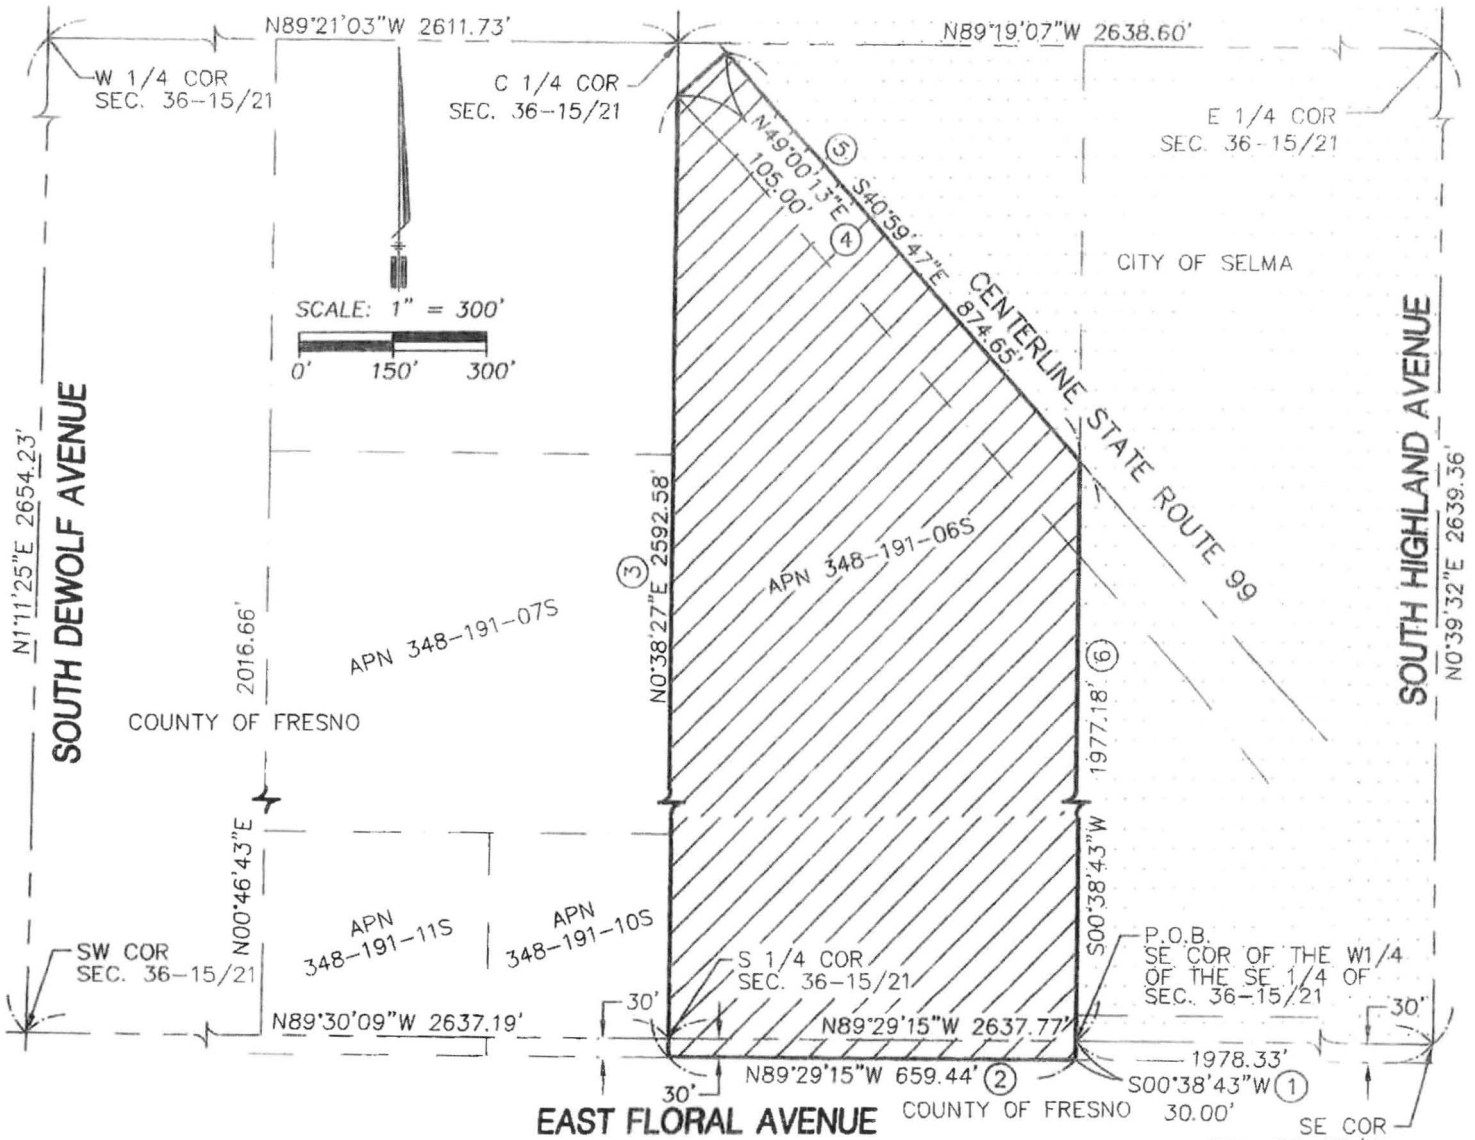 N89°21'03"W 2611.73'
N89°19'07"W 2638.60'
W 1/4 COR
SEC. 36-15/21
C 1/4 COR
SEC. 36-15/21
E 1/4 COR
SEC. 36-15/21
N49°00'13"E
105.00'
4
5
S40°59'47"E 874.65'
CENTERLINE STATE ROUTE 99
CITY OF SELMA
SCALE: 1" = 300'
0' 150' 300'
SOUTH DEWOLF AVENUE
N1°11'25"E 2654.23'
SOUTH HIGHLAND AVENUE
N0°39'32"E 2639.36'
3
N0°38'27"E 2592.58'
APN 348-191-06S
APN 348-191-07S
2016.66'
N00°46'43"E
COUNTY OF FRESNO
6
1977.18'
S00°38'43"W
APN
348-191-11S
APN
348-191-10S
SW COR
SEC. 36-15/21
S 1/4 COR
SEC. 36-15/21
P.O.B.
SE COR OF THE W1/4
OF THE SE 1/4 OF
SEC. 36-15/21
30'
30'
N89°30'09"W 2637.19'
N89°29'15"W 2637.77'
1978.33'
N89°29'15"W 659.44' 2
S00°38'43"W 1
30.00'
30'
EAST FLORAL AVENUE
COUNTY OF FRESNO
SE COR